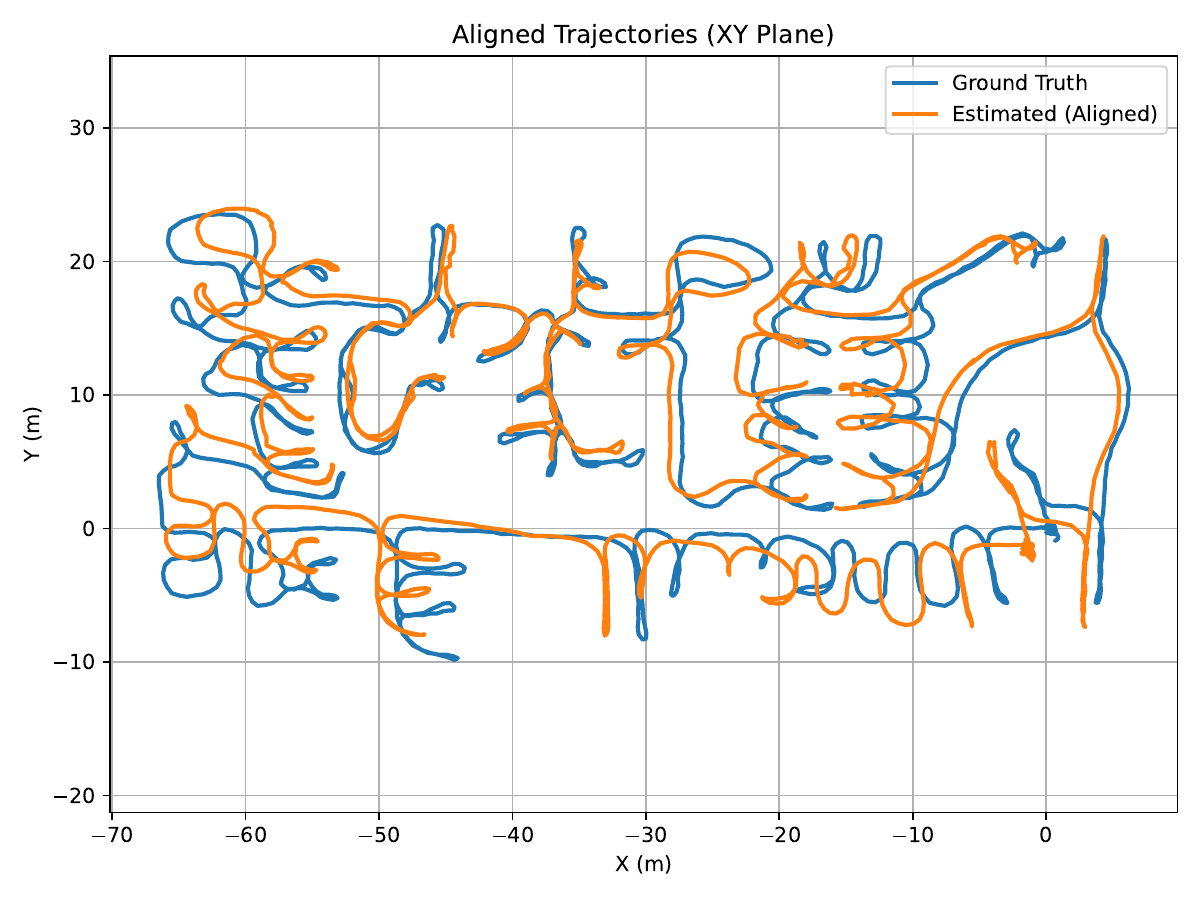 Aligned Trajectories (XY Plane)
Ground Truth
Estimated (Aligned)
30
20
10
0
−10
−20
Y (m)
−70 −60 −50 −40 −30 −20 −10 0
X (m)